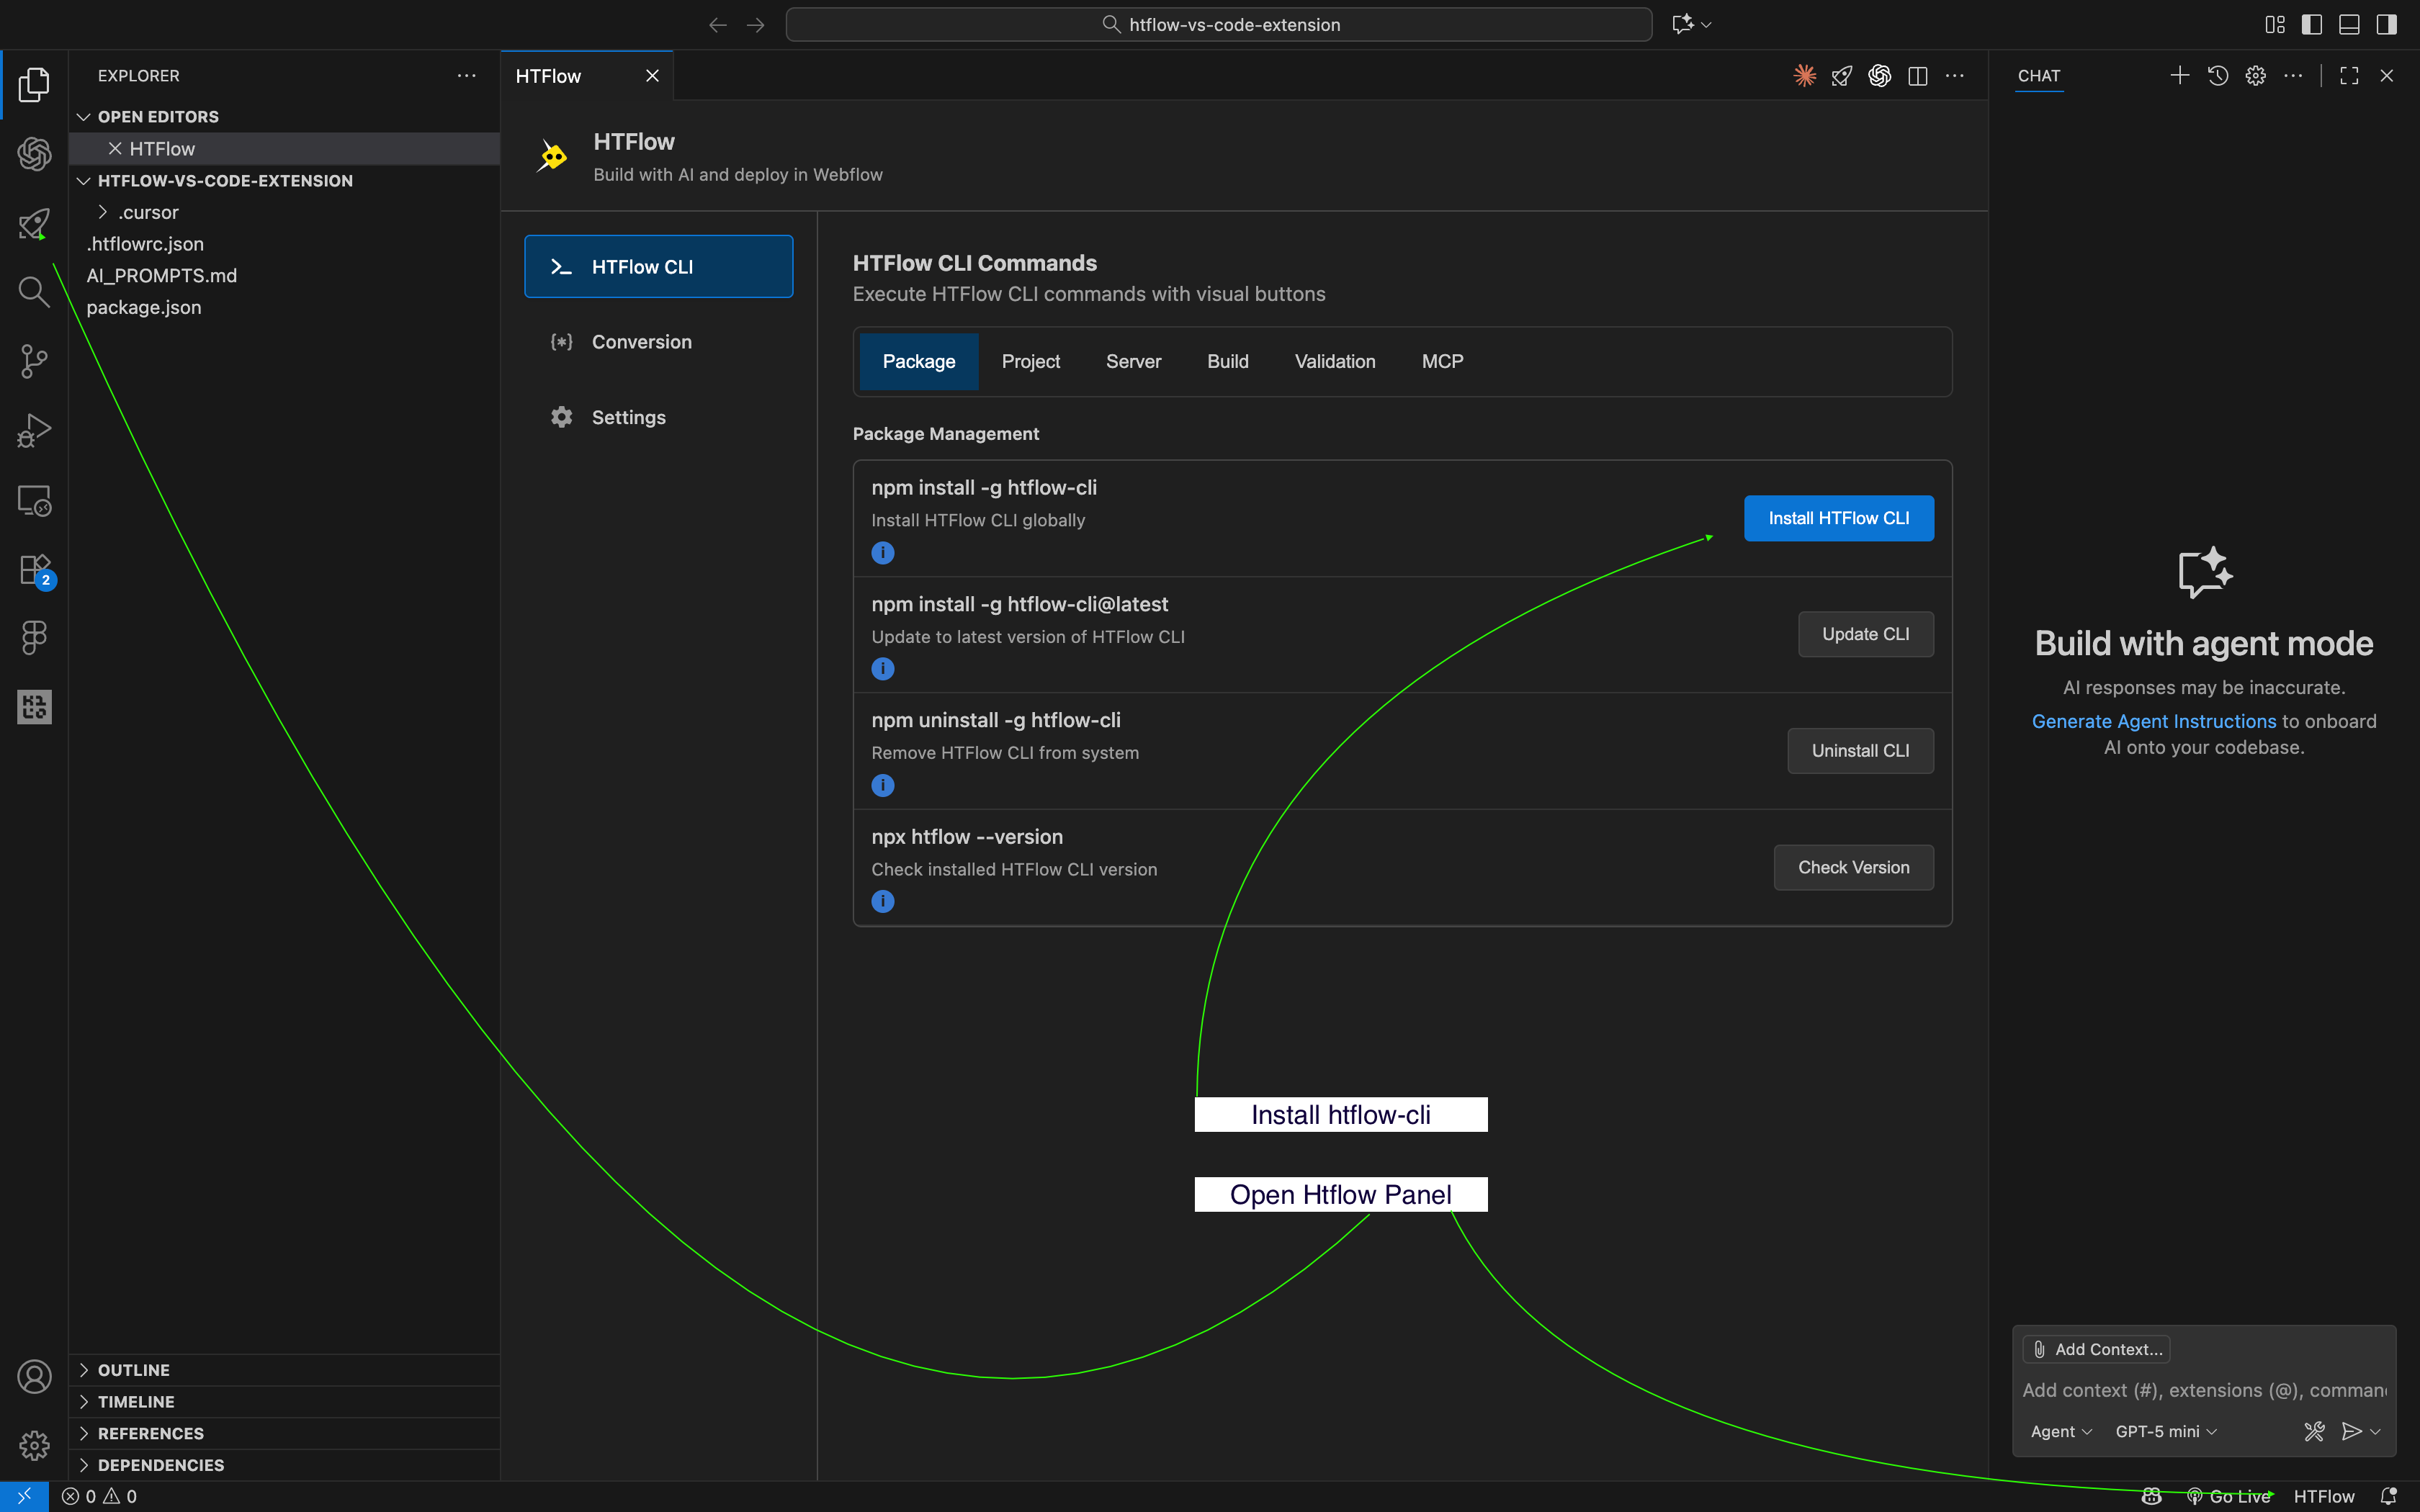 htflow-vs-code-extension
EXPLORER
OPEN EDITORS
HTFlow
HTFLOW-VS-CODE-EXTENSION
.cursor
.htflowrc.json
AI_PROMPTS.md
package.json
2
OUTLINE
TIMELINE
REFERENCES
DEPENDENCIES
HTFlow
HTFlow
Build with AI and deploy in Webflow
HTFlow CLI
Conversion
Settings
HTFlow CLI Commands
Execute HTFlow CLI commands with visual buttons
Package Project Server Build Validation MCP
Package Management
npm install -g htflow-cli
Install HTFlow CLI globally
Install HTFlow CLI
npm install -g htflow-cli@latest
Update to latest version of HTFlow CLI
Update CLI
npm uninstall -g htflow-cli
Remove HTFlow CLI from system
Uninstall CLI
npx htflow --version
Check installed HTFlow CLI version
Check Version
Install htflow-cli
Open Htflow Panel
CHAT
Build with agent mode
AI responses may be inaccurate.
Generate Agent Instructions to onboard
AI onto your codebase.
Add Context...
Add context (#), extensions (@), comman
Agent GPT-5 mini
0 0
Go Live HTFlow